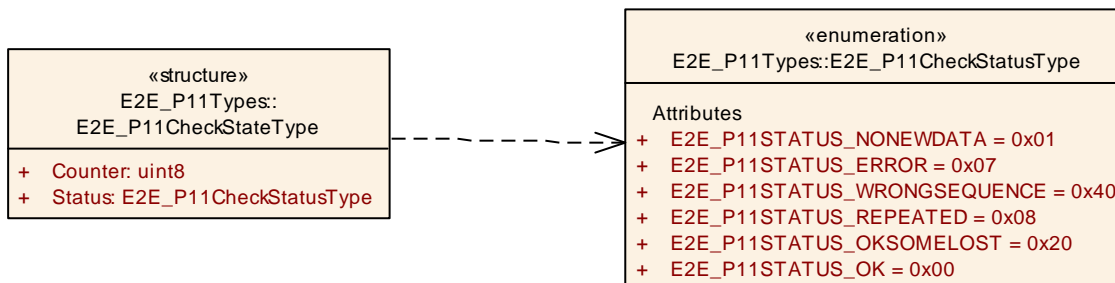 «structure»
E2E_P11Types::
E2E_P11CheckStateType
+ Counter: uint8
+ Status: E2E_P11CheckStatusType
«enumeration»
E2E_P11Types::E2E_P11CheckStatusType
Attributes
+ E2E_P11STATUS_NONEWDATA = 0x01
+ E2E_P11STATUS_ERROR = 0x07
+ E2E_P11STATUS_WRONGSEQUENCE = 0x40
+ E2E_P11STATUS_REPEATED = 0x08
+ E2E_P11STATUS_OKSOMELOST = 0x20
+ E2E_P11STATUS_OK = 0x00